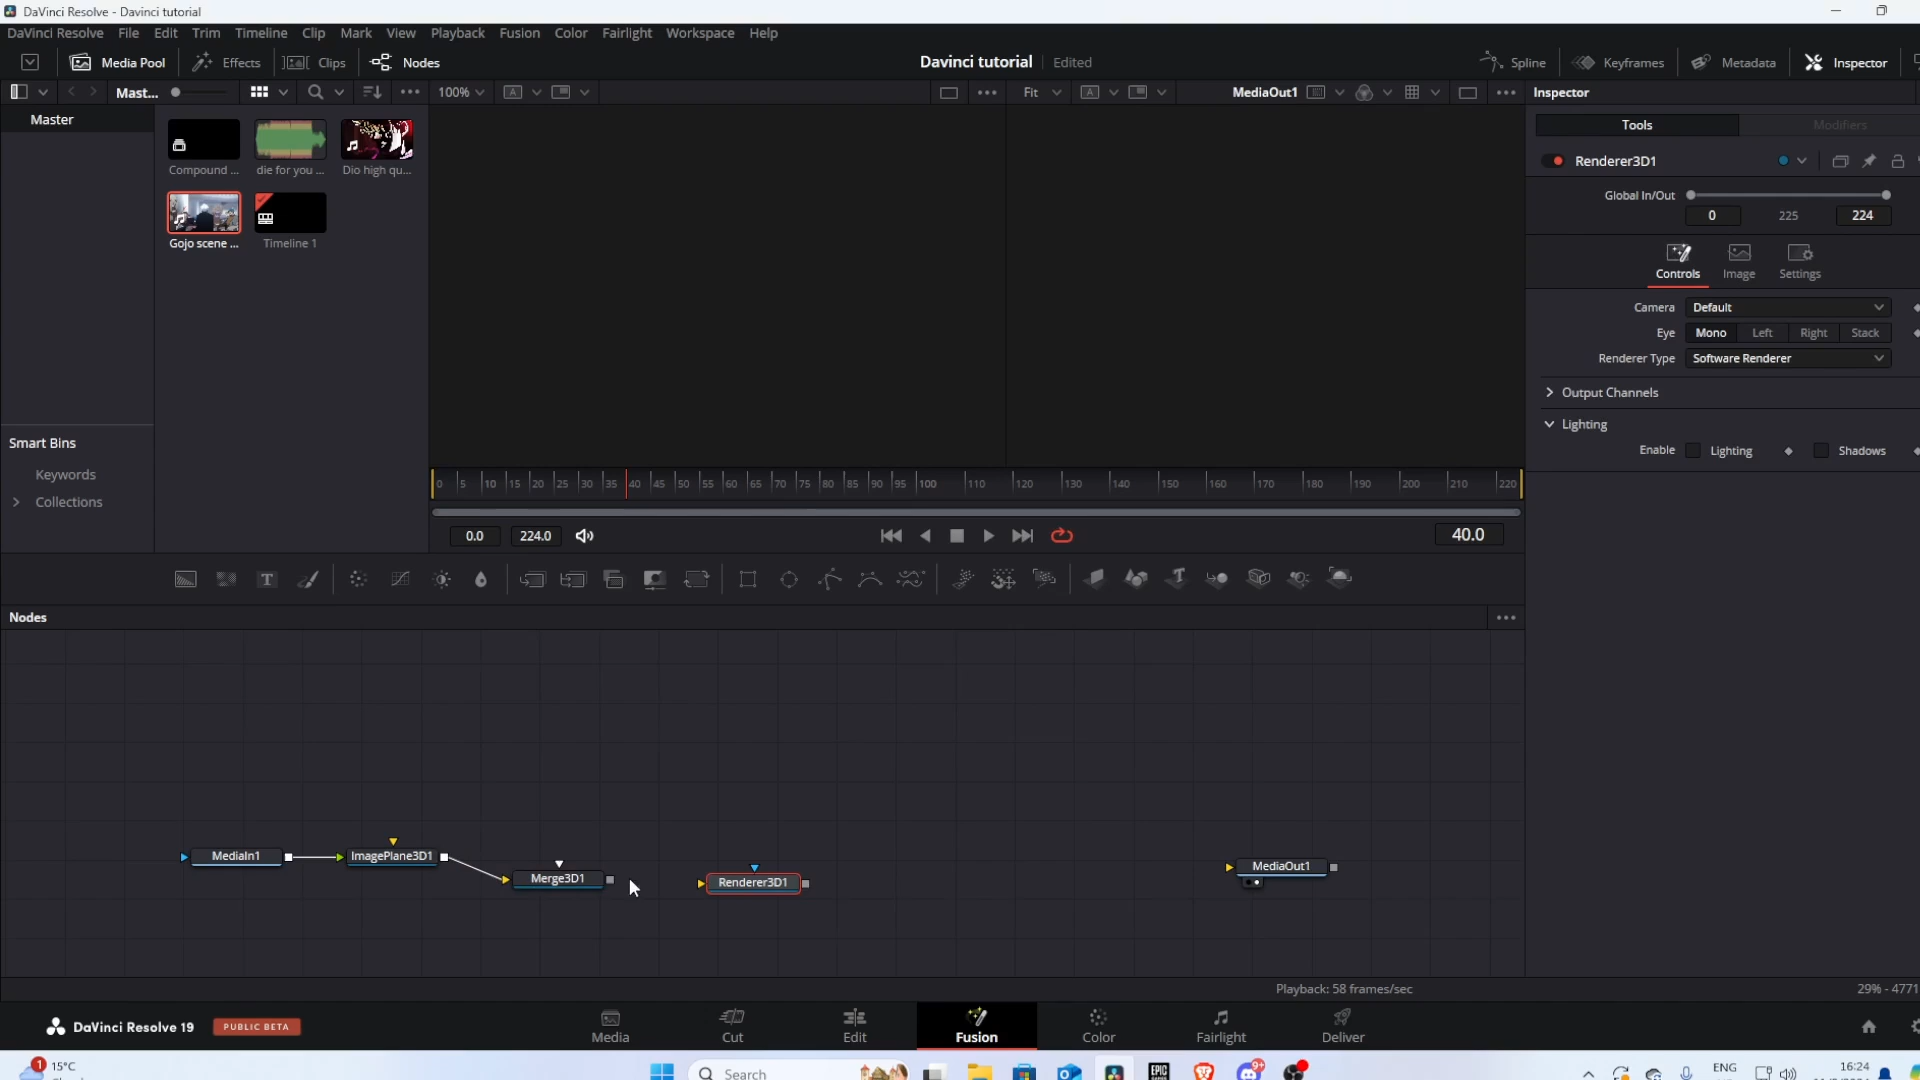 DaVinci Resolve - Davinci tutorial
DaVinci Resolve File Edit Trim Timeline Clip Mark View Playback Fusion Color Fairlight Workspace Help
Media Pool Effects Clips Nodes Davinci tutorial Edited Spline Keyframes Metadata Inspector
Mast... 100% Fit MediaOut1 Inspector
Master
Compound ... die for you ... Dio high qu...
Gojo scene ... Timeline 1
Smart Bins
Keywords
Collections
Tools Modifiers
Renderer3D1
Global In/Out
0 225 224
Controls Image Settings
Camera Default
Eye Mono Left Right Stack
Renderer Type Software Renderer
Output Channels
Lighting
Enable Lighting Shadows
0 5 10 15 20 25 30 35 40 45 50 55 60 65 70 75 80 85 90 95 100 110 120 130 140 150 160 170 180 190 200 210 220
0.0 224.0 40.0
Nodes
MediaIn1 ImagePlane3D1 Merge3D1 Renderer3D1 MediaOut1
Playback: 58 frames/sec 29% - 4771
DaVinci Resolve 19 PUBLIC BETA Media Cut Edit Fusion Color Fairlight Deliver
1 15°C
Search
EPIC
9+
ENG
16:24